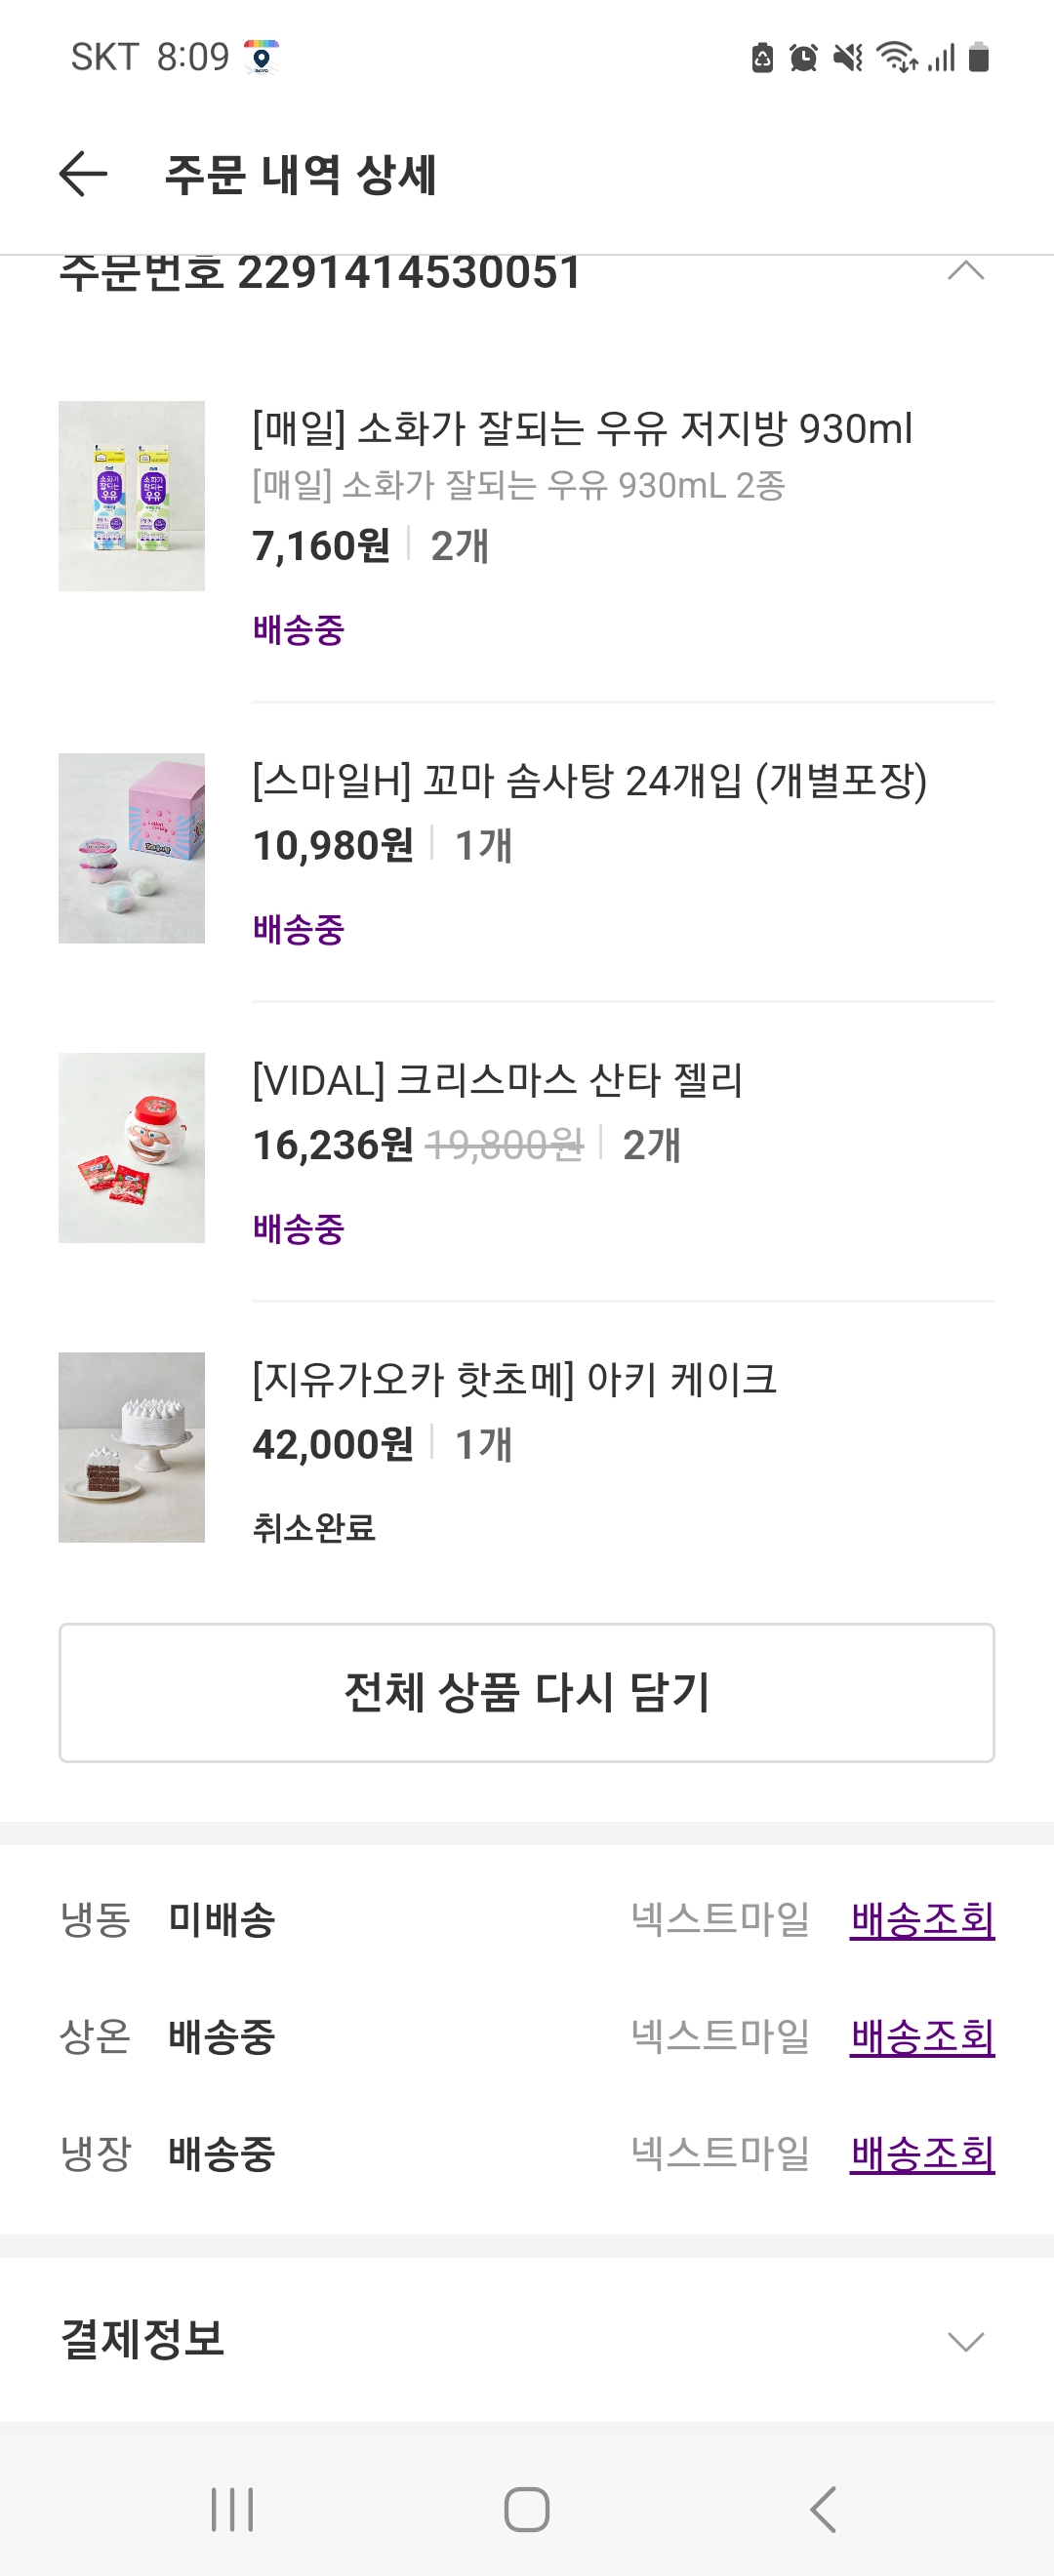 SKT 8:09
주문 내역 상세
주문번호 2291414530051
[매일] 소화가 잘되는 우유 저지방 930ml
[매일] 소화가 잘되는 우유 930mL 2종
7,160원 2개
배송중
[스마일H] 꼬마 솜사탕 24개입 (개별포장)
10,980원 1개
배송중
[VIDAL] 크리스마스 산타 젤리
16,236원 19,800원 2개
배송중
[지유가오카 핫초메] 아키 케이크
42,000원 1개
취소완료
전체 상품 다시 담기
냉동 미배송 넥스트마일 배송조회
상온 배송중 넥스트마일 배송조회
냉장 배송중 넥스트마일 배송조회
결제정보